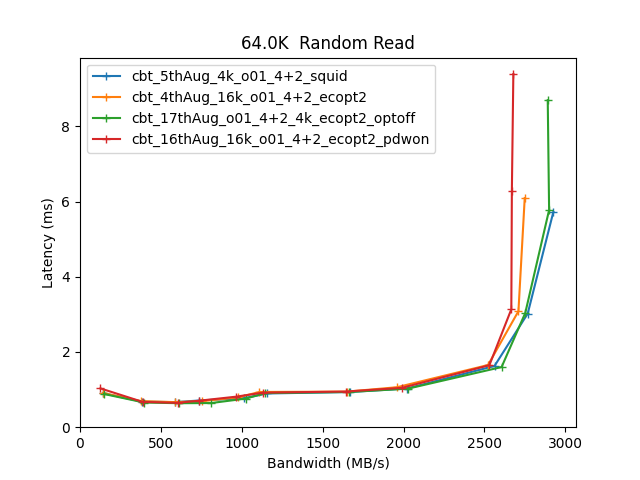 64.0K  Random Read
cbt_5thAug_4k_o01_4+2_squid
cbt_4thAug_16k_o01_4+2_ecopt2
cbt_17thAug_o01_4+2_4k_ecopt2_optoff
cbt_16thAug_16k_o01_4+2_ecopt2_pdwon
Latency (ms)
8
6
4
2
0
0 500 1000 1500 2000 2500 3000
Bandwidth (MB/s)